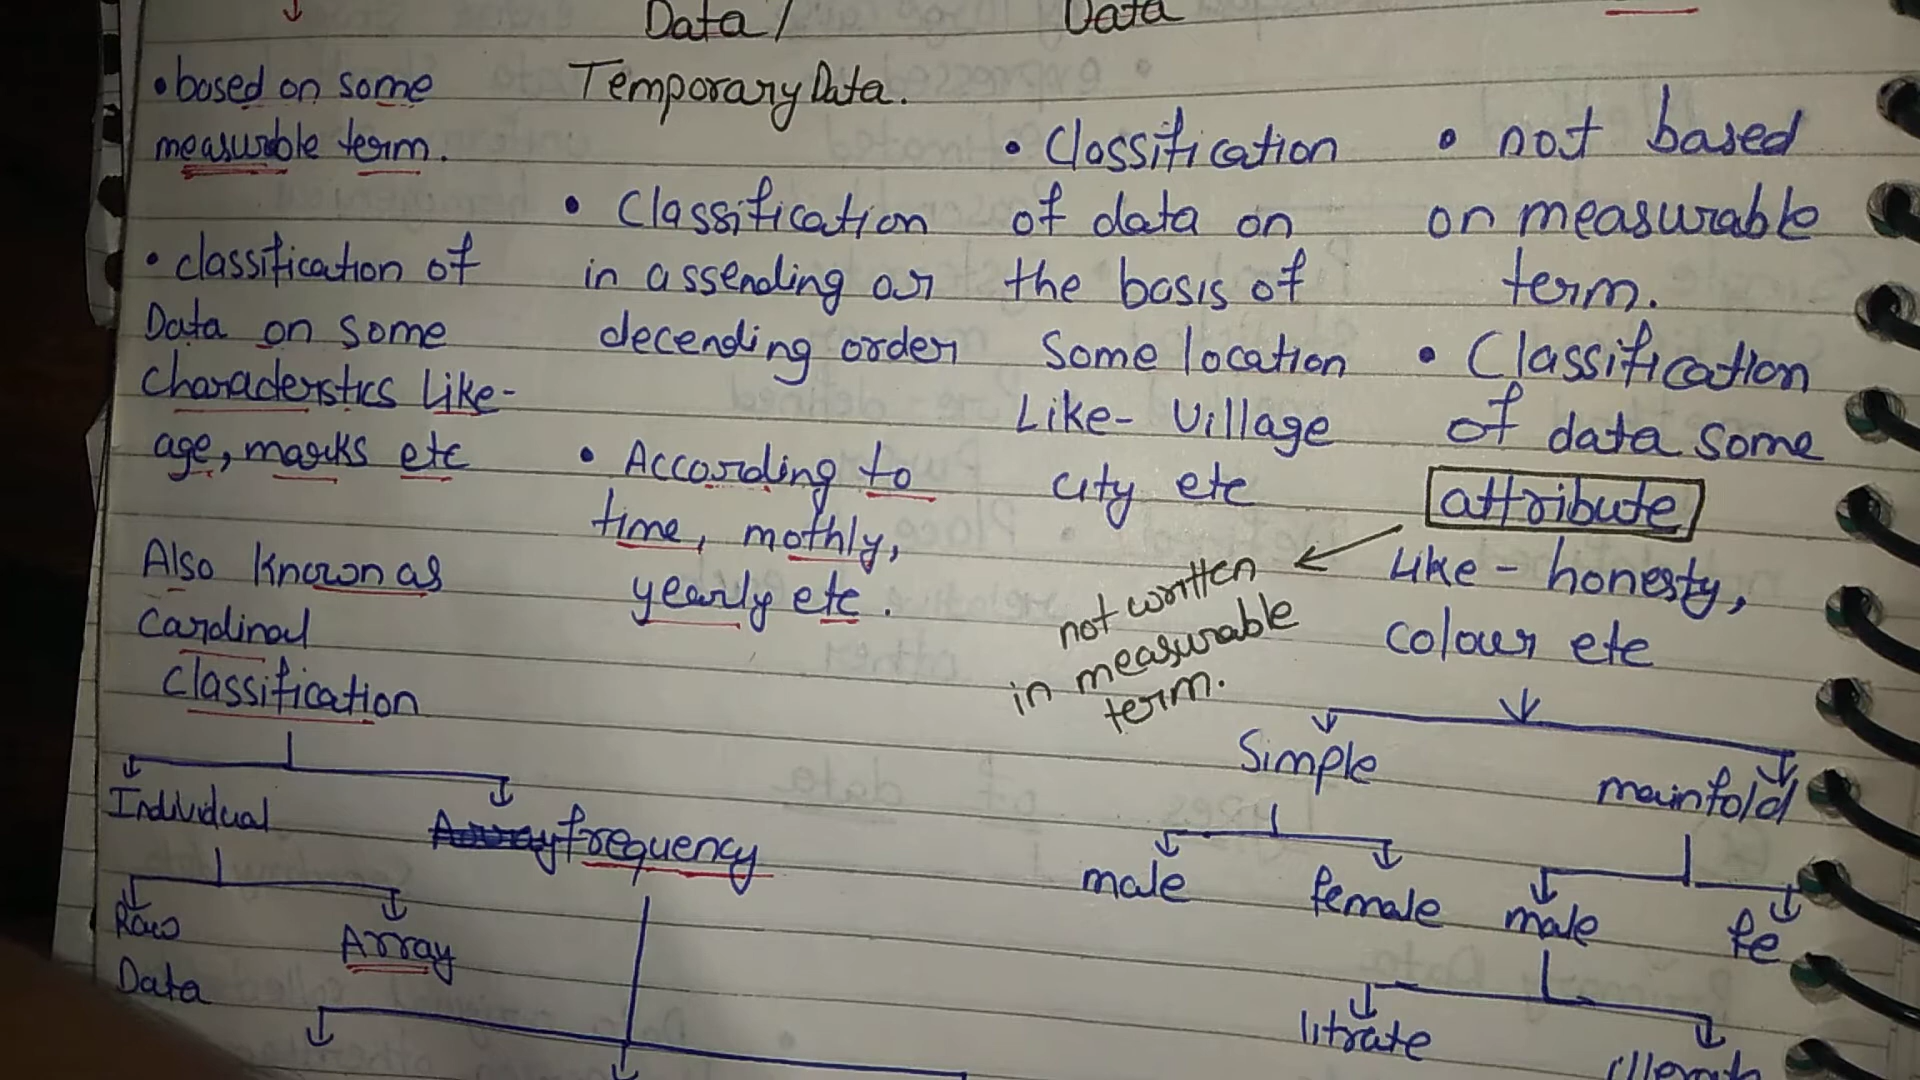 Data /
Temporary Data.
Data
• based on some
measurable term.
• classification of
Data on some
characterstics like-
age, marks etc
Also Known as
Cardinal
classification
Individual
frequency
Raw
Data
Array
• Classification
in assending or
decending order
• According to
time, mothly,
yearly etc.
• Classification
of data on
the basis of
Some location
Like- Village
city etc
• not based
on measurable
term.
• Classification
of data some
attribute
like - honesty,
colour etc
not written
in measurable
term.
Simple
mainfold
male
female
male
fe
litrate